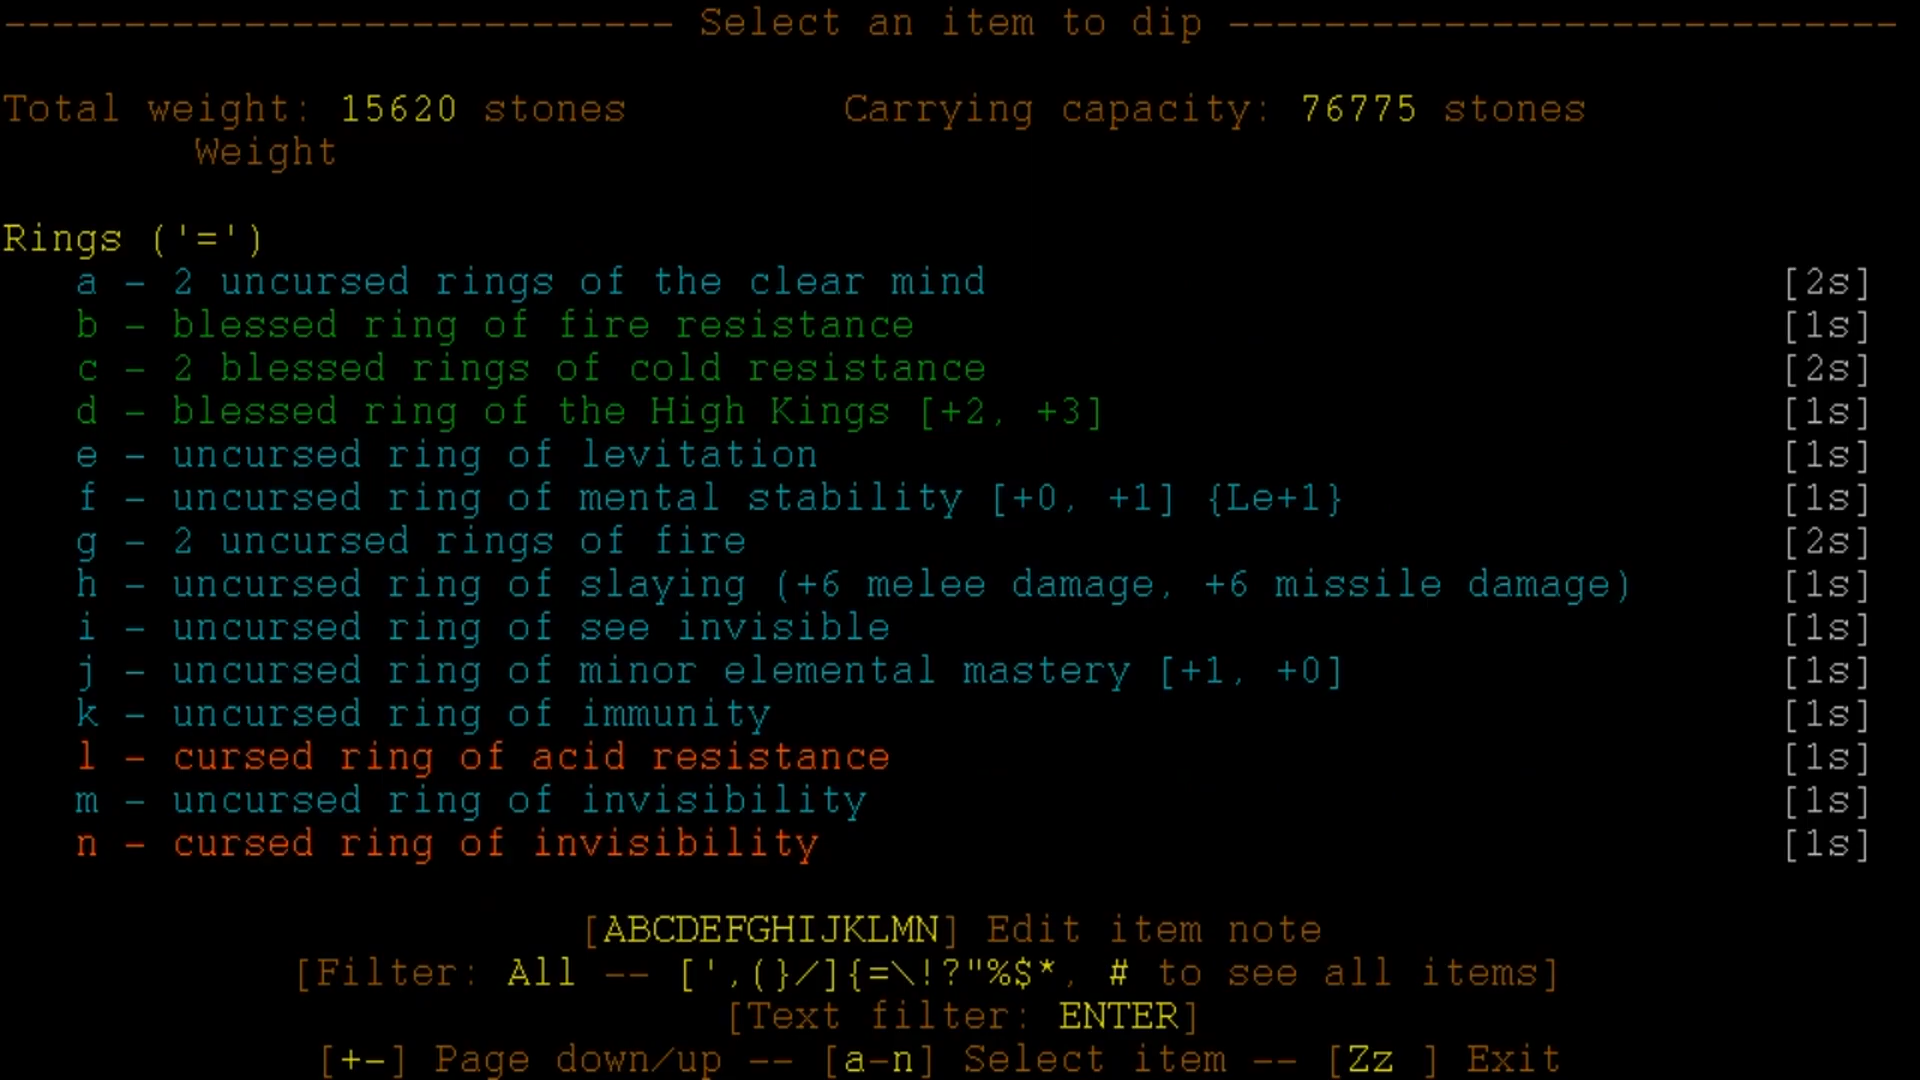 ---------------------------- Select an item to dip ----------------------------
Total weight: 15620 stones Carrying capacity: 76775 stones
Weight
Rings ('=')
a - 2 uncursed rings of the clear mind [2s]
b - blessed ring of fire resistance [1s]
c - 2 blessed rings of cold resistance [2s]
d - blessed ring of the High Kings [+2, +3] [1s]
e - uncursed ring of levitation [1s]
f - uncursed ring of mental stability [+0, +1] {Le+1} [1s]
g - 2 uncursed rings of fire [2s]
h - uncursed ring of slaying (+6 melee damage, +6 missile damage) [1s]
i - uncursed ring of see invisible [1s]
j - uncursed ring of minor elemental mastery [+1, +0] [1s]
k - uncursed ring of immunity [1s]
l - cursed ring of acid resistance [1s]
m - uncursed ring of invisibility [1s]
n - cursed ring of invisibility [1s]
[ABCDEFGHIJKLMN] Edit item note
[Filter: All -- [',(}/]{=\!?"%$*, # to see all items]
[Text filter: ENTER]
[+-] Page down/up -- [a-n] Select item -- [Zz ] Exit